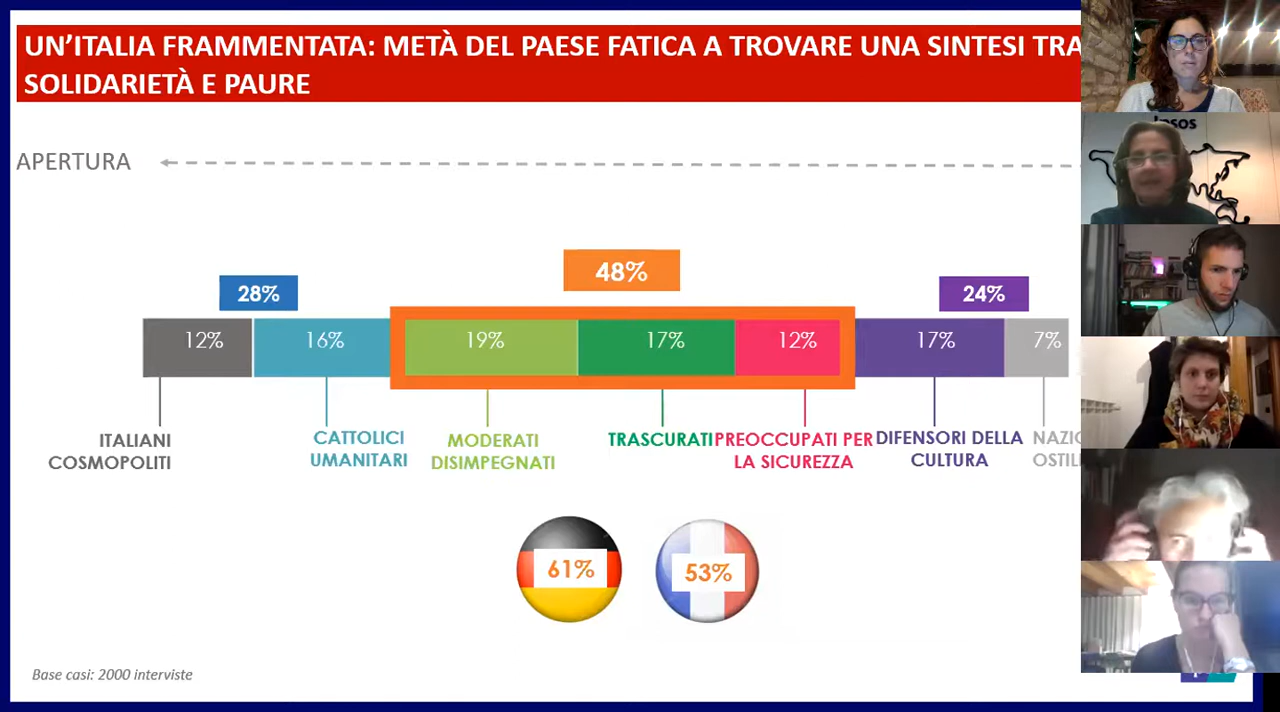 UN'ITALIA FRAMMENTATA: METÀ DEL PAESE FATICA A TROVARE UNA SINTESI TRA
SOLIDARIETÀ E PAURE
APERTURA
28%
48%
24%
12%
16%
19%
17%
12%
17%
7%
ITALIANI
COSMOPOLITI
CATTOLICI
UMANITARI
MODERATI
DISIMPEGNATI
TRASCURATI
PREOCCUPATI PER
LA SICUREZZA
DIFENSORI DELLA
CULTURA
61%
53%
Base casi: 2000 interviste